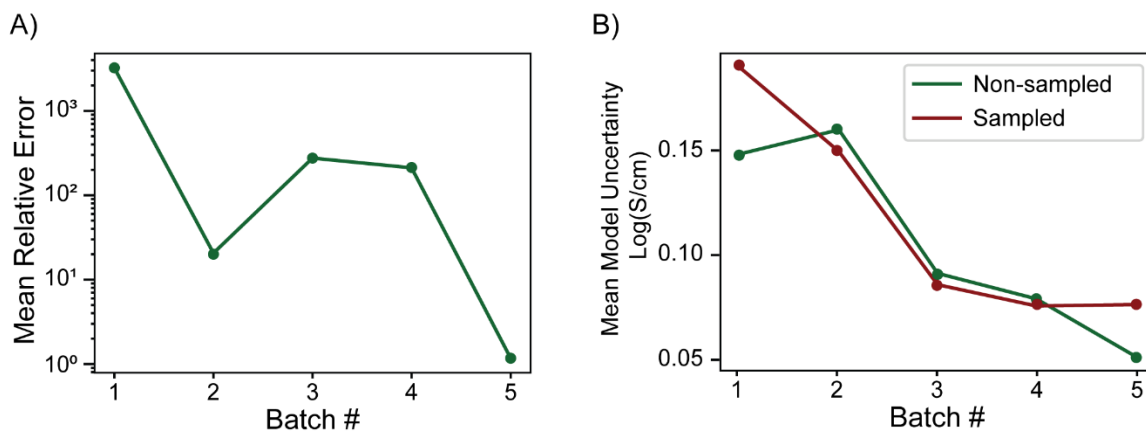 A)
Mean Relative Error
10³
10²
10¹
10⁰
1 2 3 4 5
Batch #
B)
Mean Model Uncertainty
Log(S/cm)
0.15
0.10
0.05
Non-sampled
Sampled
1 2 3 4 5
Batch #